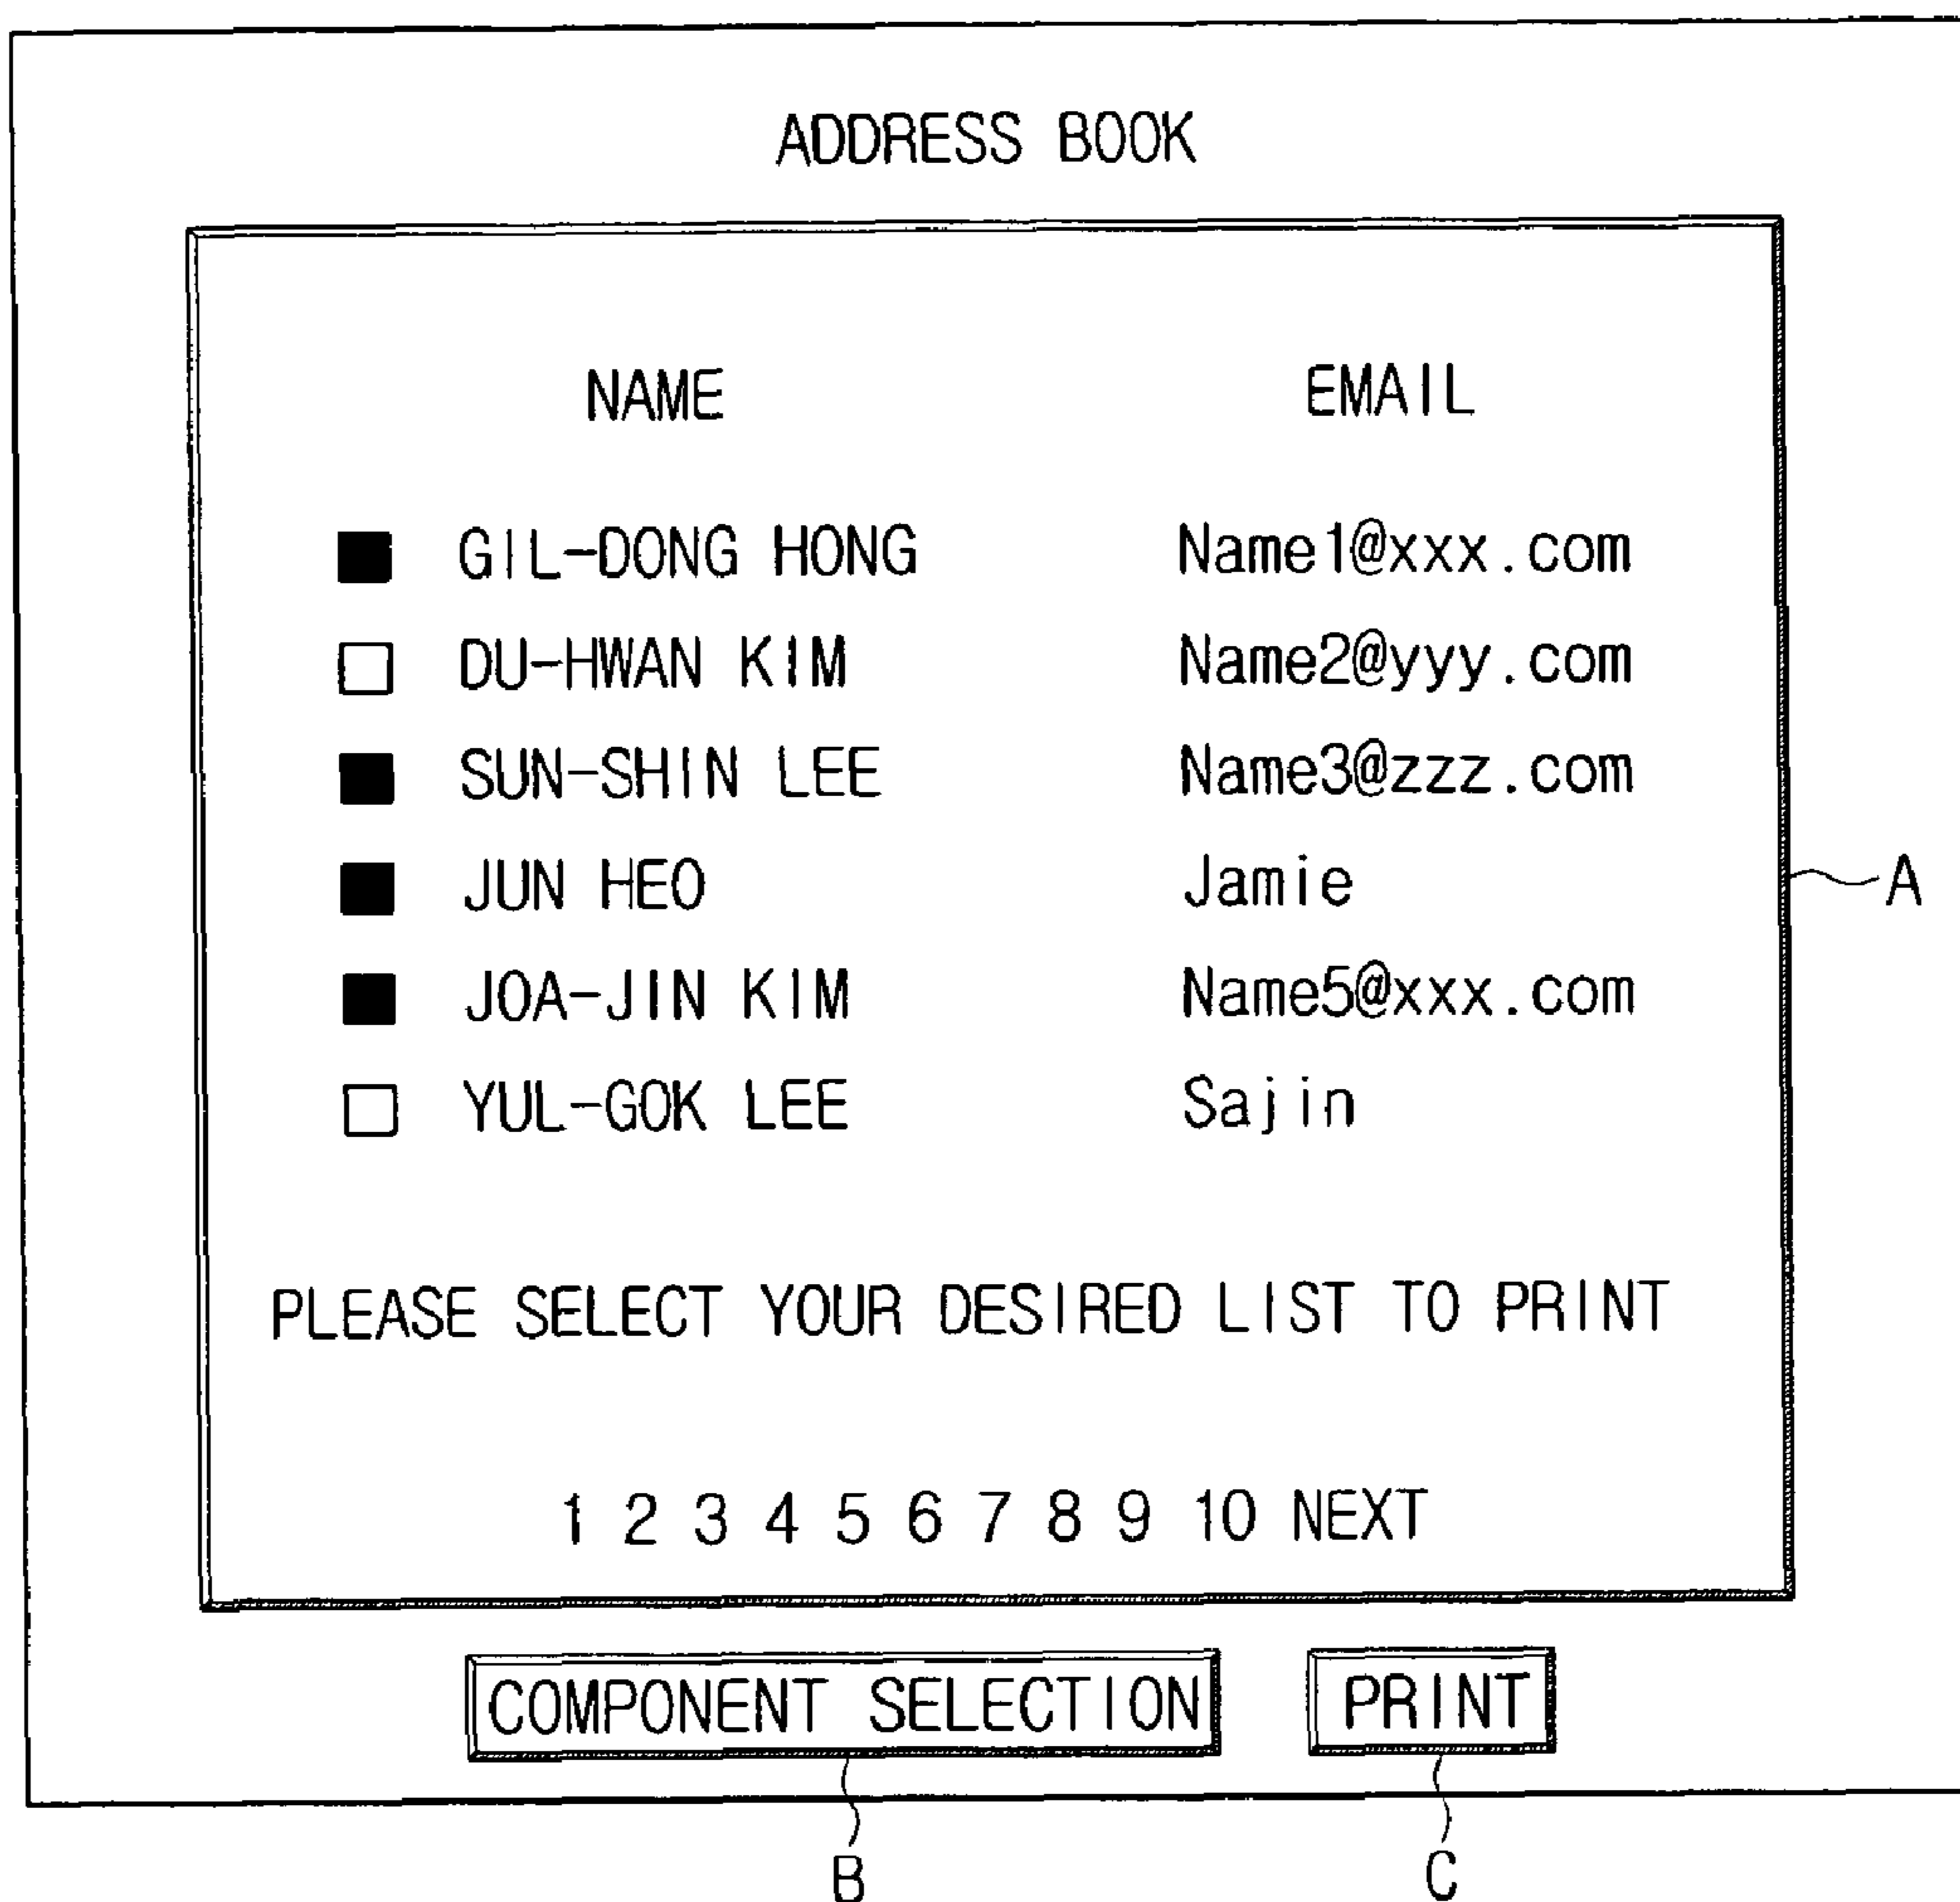 ADDRESS BOOK
NAME EMAIL
GIL-DONG HONG Name1@xxx.com
DU-HWAN KIM Name2@yyy.com
SUN-SHIN LEE Name3@zzz.com
JUN HEO Jamie
A
JOA-JIN KIM Name5@xxx.com
YUL-GOK LEE Sajin
PLEASE SELECT YOUR DESIRED LIST TO PRINT
1 2 3 4 5 6 7 8 9 10 NEXT
COMPONENT SELECTION PRINT
B C